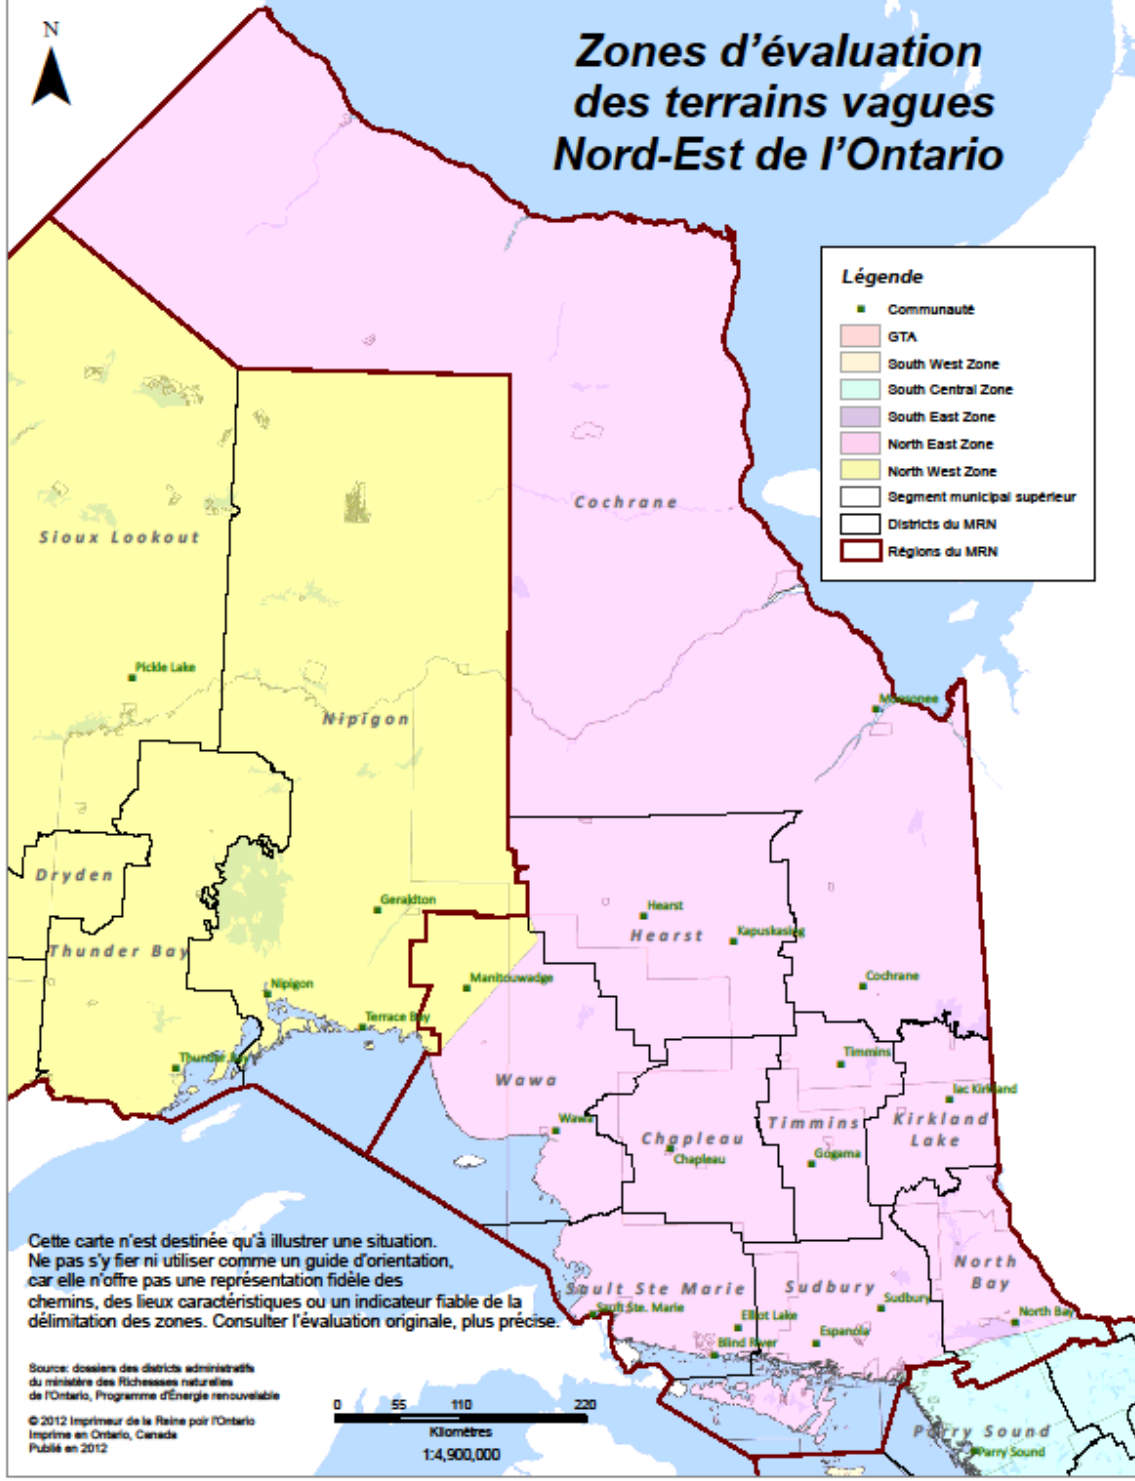 N
Zones d'évaluation
des terrains vagues
Nord-Est de l'Ontario
Légende
Communauté
GTA
South West Zone
South Central Zone
South East Zone
North East Zone
North West Zone
Segment municipal supérieur
Districts du MRN
Régions du MRN
Cochrane
Sioux Lookout
Pickle Lake
Nipigon
Moosonee
Dryden
Geraldton
Hearst
Hearst
Kapuskasing
Thunder Bay
Manitouwadge
Cochrane
Nipigon
Terrace Bay
Thunder Bay
Timmins
Wawa
lac Kirkland
Wawa
Chapleau
Chapleau
Timmins
Gogama
Kirkland
Lake
North
Bay
Sault Ste Marie
Sudbury
Sault Ste. Marie
Sudbury
Elliot Lake
Espanola
Blind River
North Bay
Parry Sound
Parry Sound
Cette carte n'est destinée qu'à illustrer une situation.
Ne pas s'y fier ni utiliser comme un guide d'orientation,
car elle n'offre pas une représentation fidèle des
chemins, des lieux caractéristiques ou un indicateur fiable de la
délimitation des zones. Consulter l'évaluation originale, plus précise.
Source: dossiers des districts administratifs
du ministère des Richesses naturelles
de l'Ontario, Programme d'Énergie renouvelable
© 2012 Imprimeur de la Reine poir l'Ontario
Imprime en Ontario, Canada
Publié en 2012
0 55 110 220
Kilomètres
1:4,900,000